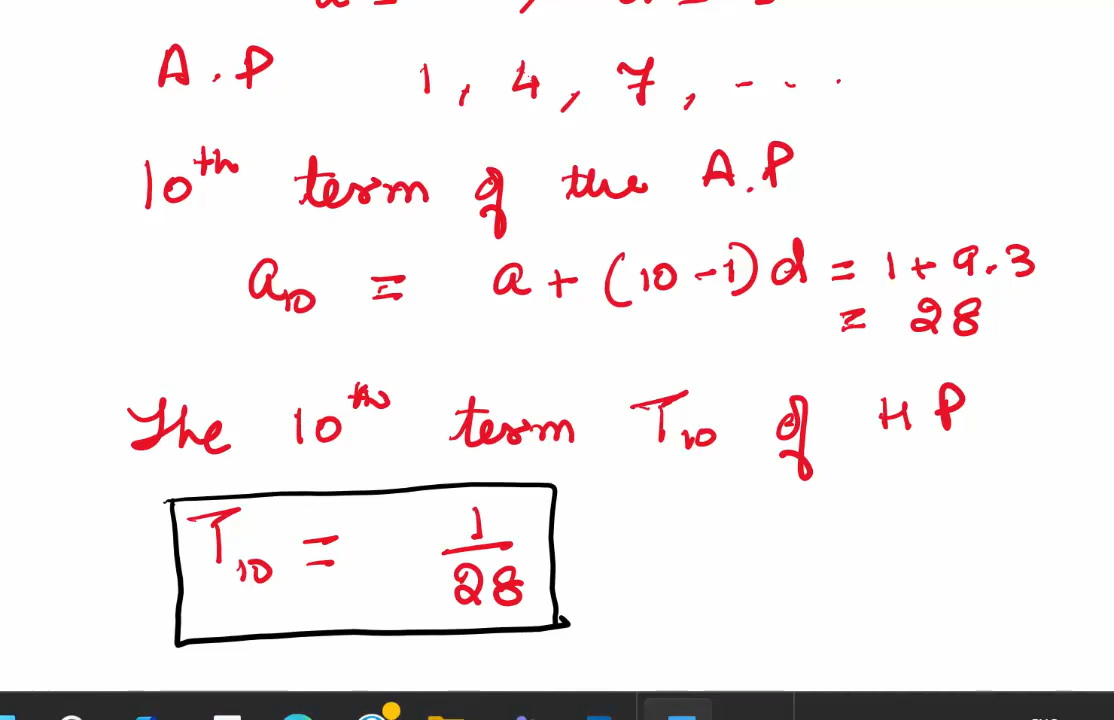 A.P 1, 4, 7, - - - .
10th term of the A.P
a10 = a + (10-1)d = 1 + 9.3
= 28
The 10th term T10 of HP
T10 = 1/28